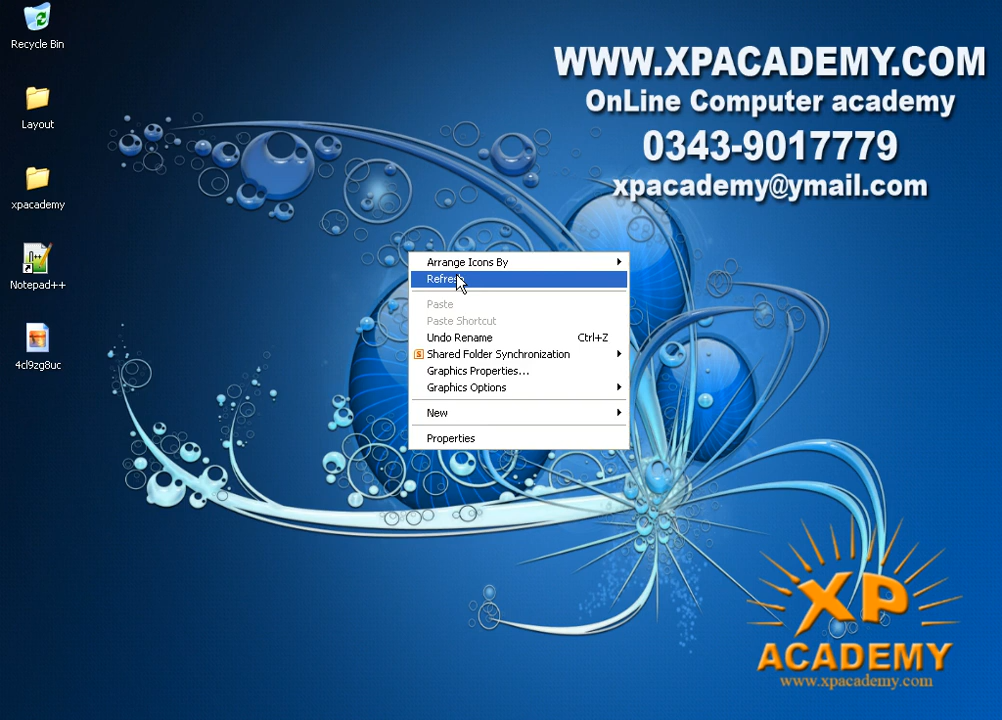 Recycle Bin
Layout
xpacademy
Notepad++
4cl9zg8uc
WWW.XPACADEMY.COM
OnLine Computer academy
0343-9017779
xpacademy@ymail.com
Arrange Icons By
Refresh
Paste
Paste Shortcut
Undo Rename Ctrl+Z
S Shared Folder Synchronization
Graphics Properties...
Graphics Options
New
Properties
XP
ACADEMY
www.xpacademy.com